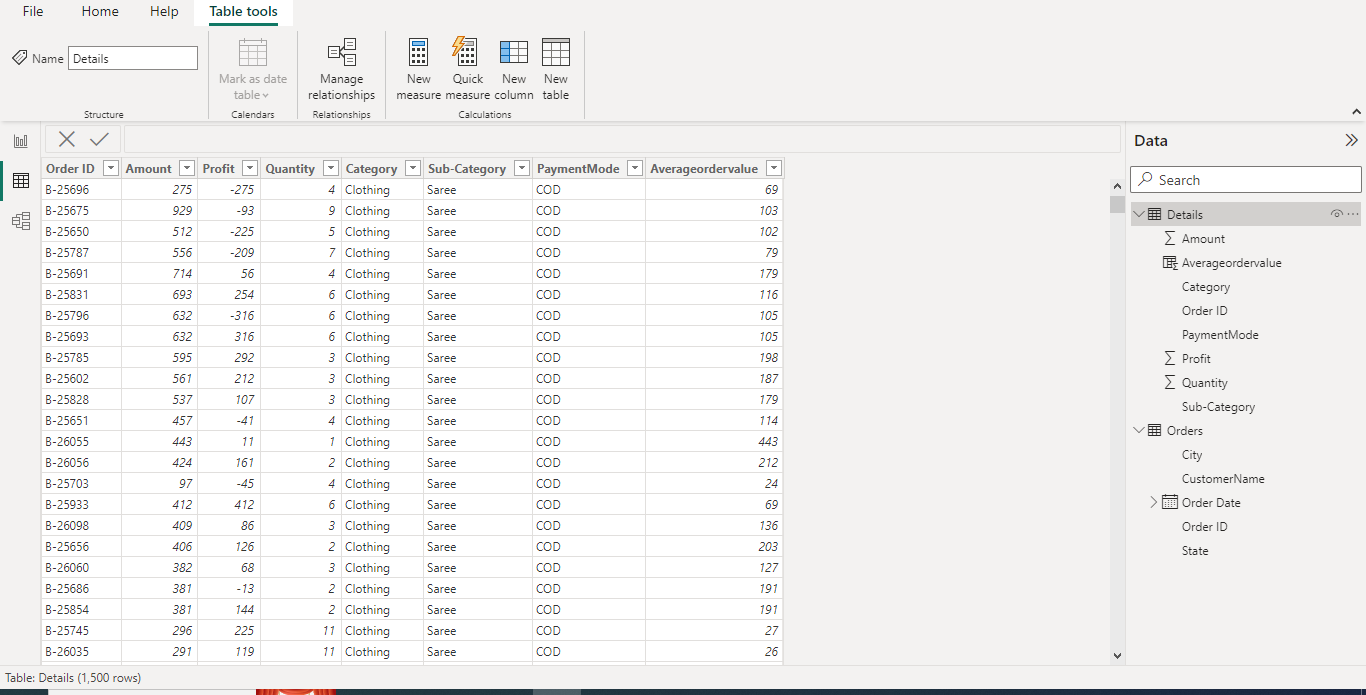 File Home Help Table tools
Name Details
Mark as date table
Manage relationships
New measure
Quick measure
New column
New table
Structure Calendars Relationships Calculations
Data
Search
Order ID Amount Profit Quantity Category Sub-Category PaymentMode Averageordervalue
B-25696 275 -275 4 Clothing Saree COD 69
B-25675 929 -93 9 Clothing Saree COD 103
B-25650 512 -225 5 Clothing Saree COD 102
B-25787 556 -209 7 Clothing Saree COD 79
B-25691 714 56 4 Clothing Saree COD 179
B-25831 693 254 6 Clothing Saree COD 116
B-25796 632 -316 6 Clothing Saree COD 105
B-25693 632 316 6 Clothing Saree COD 105
B-25785 595 292 3 Clothing Saree COD 198
B-25602 561 212 3 Clothing Saree COD 187
B-25828 537 107 3 Clothing Saree COD 179
B-25651 457 -41 4 Clothing Saree COD 114
B-26055 443 11 1 Clothing Saree COD 443
B-26056 424 161 2 Clothing Saree COD 212
B-25703 97 -45 4 Clothing Saree COD 24
B-25933 412 412 6 Clothing Saree COD 69
B-26098 409 86 3 Clothing Saree COD 136
B-25656 406 126 2 Clothing Saree COD 203
B-26060 382 68 3 Clothing Saree COD 127
B-25686 381 -13 2 Clothing Saree COD 191
B-25854 381 144 2 Clothing Saree COD 191
B-25745 296 225 11 Clothing Saree COD 27
B-26035 291 119 11 Clothing Saree COD 26
Details
Amount
Averageordervalue
Category
Order ID
PaymentMode
Profit
Quantity
Sub-Category
Orders
City
CustomerName
Order Date
Order ID
State
Table: Details (1,500 rows)